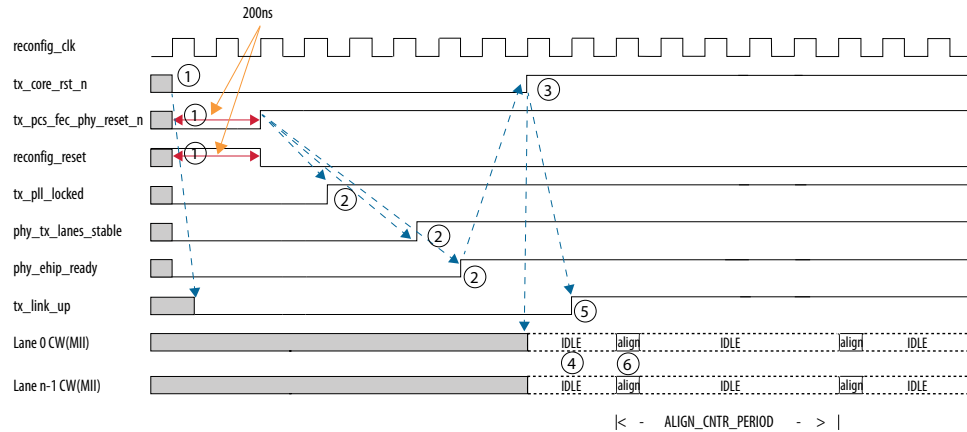 200ns
reconfig_clk
tx_core_rst_n
1
3
tx_pcs_fec_phy_reset_n
1
reconfig_reset
1
tx_pll_locked
2
phy_tx_lanes_stable
2
phy_ehip_ready
2
tx_link_up
5
Lane 0 CW(MII) IDLE align IDLE align IDLE
4 6
Lane n-1 CW(MII) IDLE align IDLE align IDLE
|< - ALIGN_CNTR_PERIOD - > |